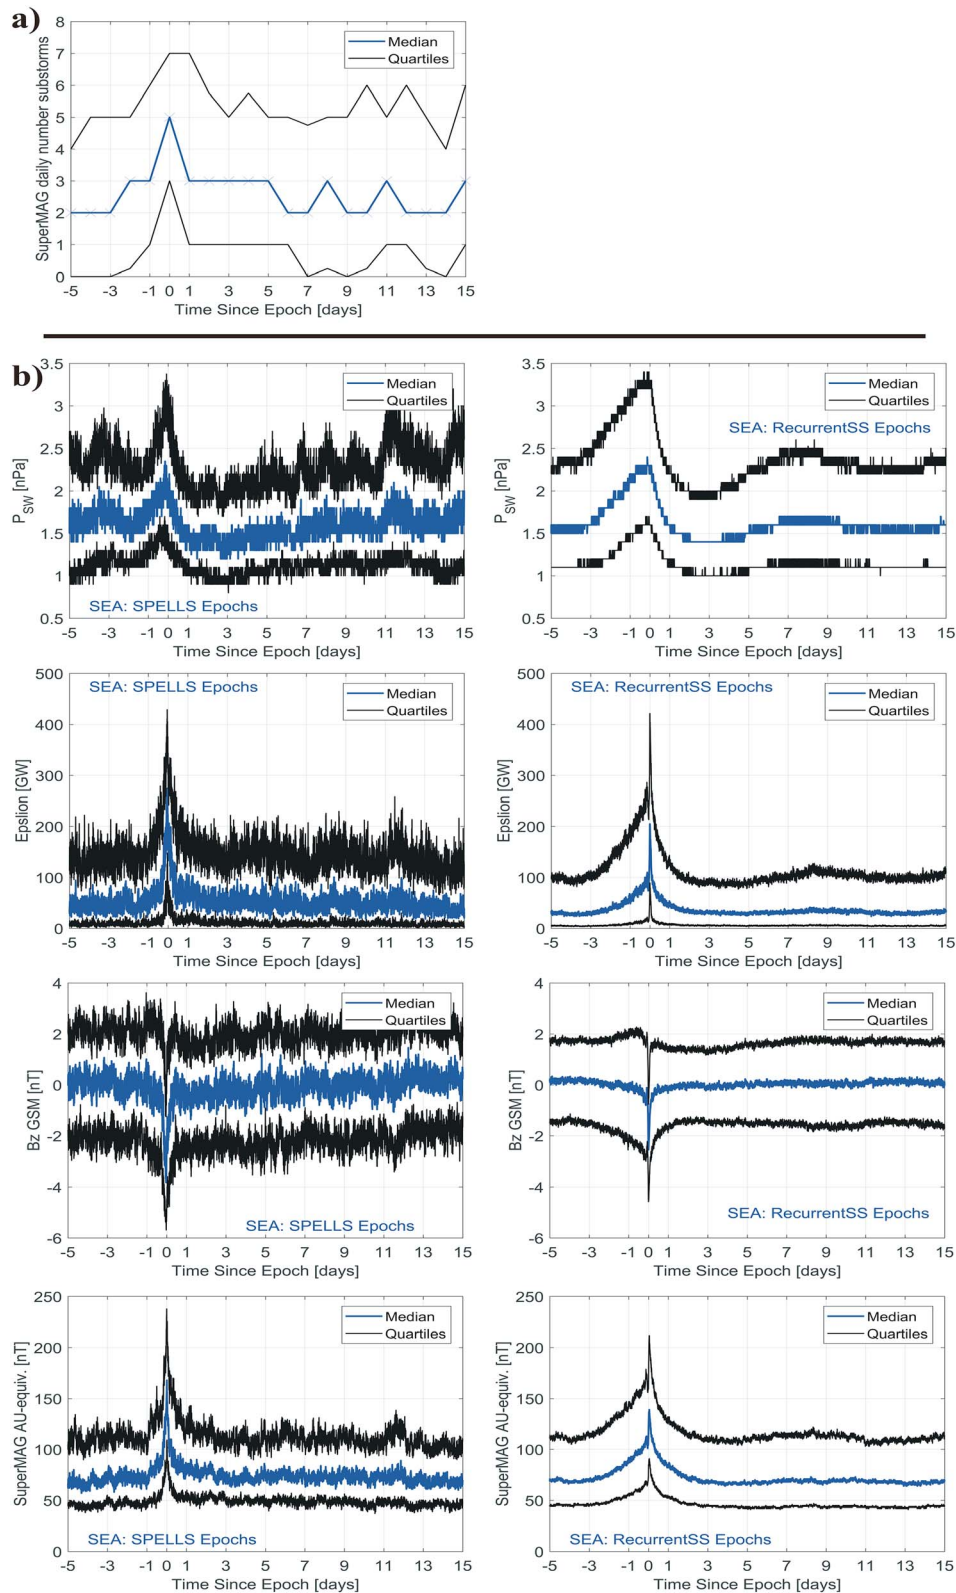 a)
SuperMAG daily number substorms
8
7
6
5
4
3
2
1
0
Median
Quartiles
-5 -3 -1 0 1 3 5 7 9 11 13 15
Time Since Epoch [days]
b)
P_SW [nPa]
3.5
3
2.5
2
1.5
1
0.5
Median
Quartiles
SEA: SPELLS Epochs
-5 -3 -1 0 1 3 5 7 9 11 13 15
Time Since Epoch [days]
P_SW [nPa]
3.5
3
2.5
2
1.5
1
0.5
Median
Quartiles
SEA: RecurrentSS Epochs
-5 -3 -1 0 1 3 5 7 9 11 13 15
Time Since Epoch [days]
Epslion [GW]
500
400
300
200
100
0
SEA: SPELLS Epochs
Median
Quartiles
-5 -3 -1 0 1 3 5 7 9 11 13 15
Time Since Epoch [days]
Epslion [GW]
500
400
300
200
100
0
SEA: RecurrentSS Epochs
Median
Quartiles
-5 -3 -1 0 1 3 5 7 9 11 13 15
Time Since Epoch [days]
Bz GSM [nT]
4
2
0
-2
-4
-6
Median
Quartiles
SEA: SPELLS Epochs
-5 -3 -1 0 1 3 5 7 9 11 13 15
Time Since Epoch [days]
Bz GSM [nT]
4
2
0
-2
-4
-6
Median
Quartiles
SEA: RecurrentSS Epochs
-5 -3 -1 0 1 3 5 7 9 11 13 15
Time Since Epoch [days]
SuperMAG AU-equiv. [nT]
250
200
150
100
50
0
Median
Quartiles
SEA: SPELLS Epochs
-5 -3 -1 0 1 3 5 7 9 11 13 15
Time Since Epoch [days]
SuperMAG AU-equiv. [nT]
250
200
150
100
50
0
Median
Quartiles
SEA: RecurrentSS Epochs
-5 -3 -1 0 1 3 5 7 9 11 13 15
Time Since Epoch [days]